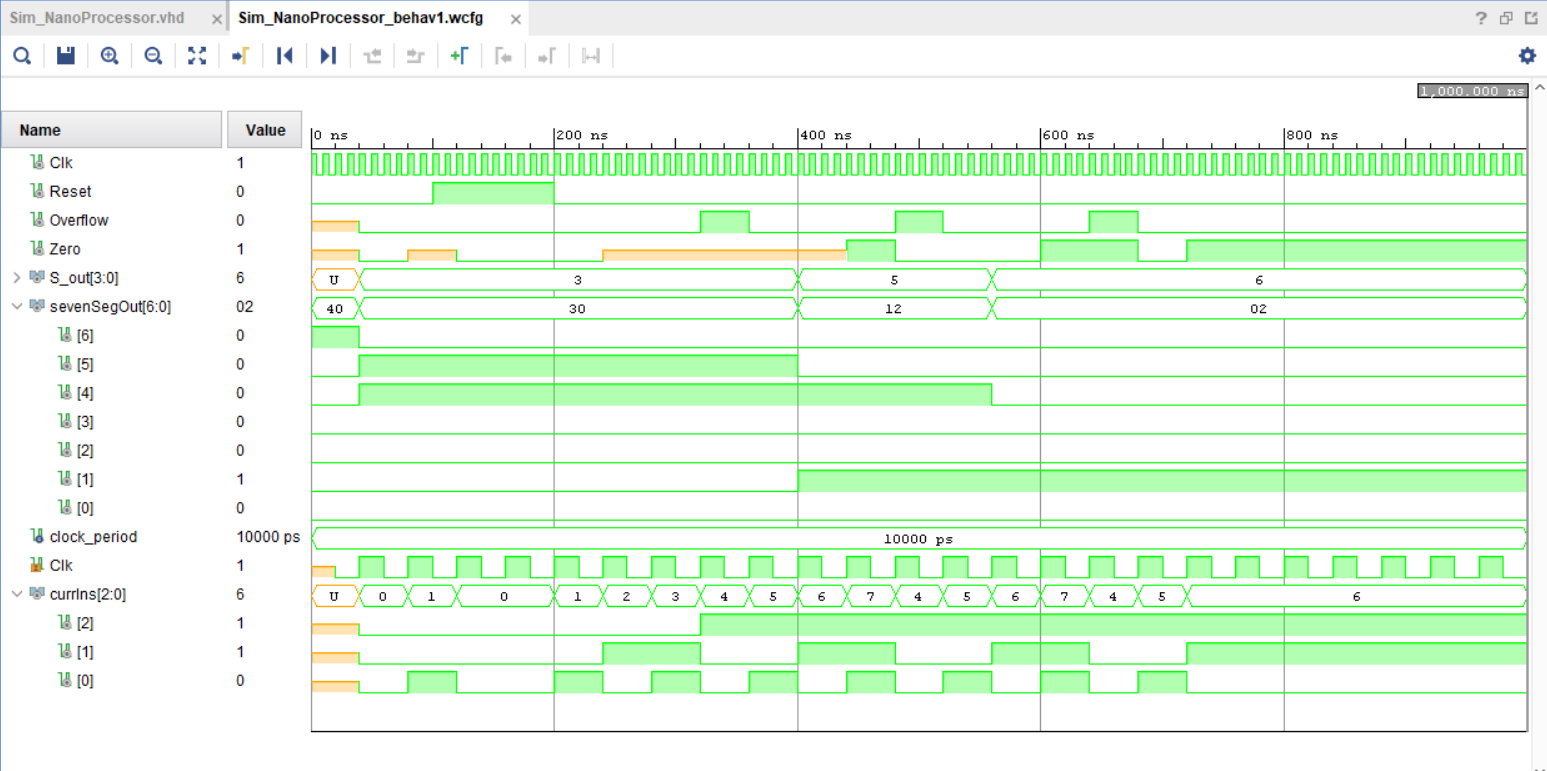 Sim_NanoProcessor.vhd × Sim_NanoProcessor_behav1.wcfg ×
?
1,000.000 ns
Name Value 0 ns 200 ns 400 ns 600 ns 800 ns
Clk 1
Reset 0
Overflow 0
Zero 1
S_out[3:0] 6 U 3 5 6
sevenSegOut[6:0] 02 40 30 12 02
[6] 0
[5] 0
[4] 0
[3] 0
[2] 0
[1] 1
[0] 0
clock_period 10000 ps 10000 ps
Clk 1
currIns[2:0] 6 U 0 1 0 1 2 3 4 5 6 7 4 5 6 7 4 5 6
[2] 1
[1] 1
[0] 0